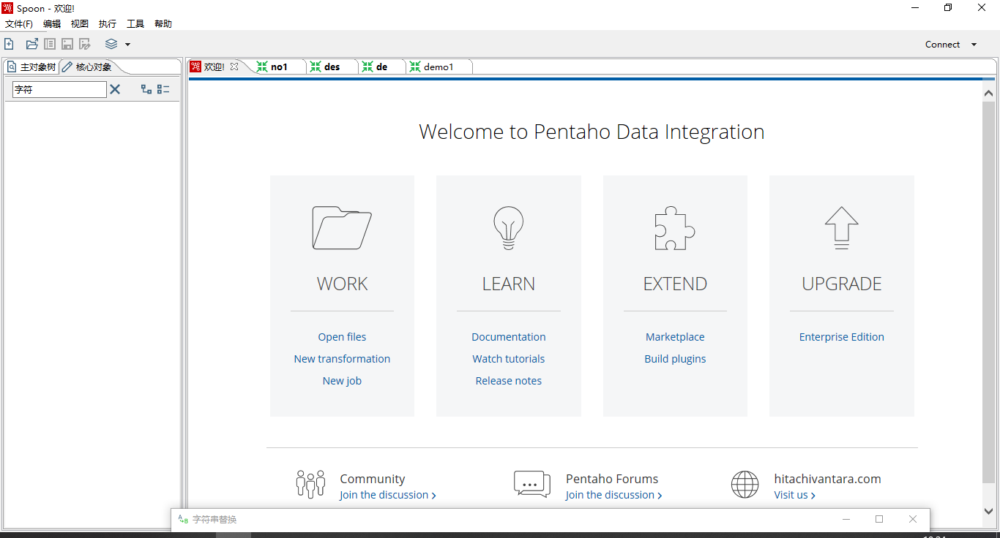 Spoon - 欢迎!
文件(F) 编辑 视图 执行 工具 帮助
Connect
主对象树 核心对象
欢迎! no1 des de demo1
字符
Welcome to Pentaho Data Integration
WORK
Open files
New transformation
New job
LEARN
Documentation
Watch tutorials
Release notes
EXTEND
Marketplace
Build plugins
UPGRADE
Enterprise Edition
Community
Join the discussion
Pentaho Forums
Join the discussion
hitachivantara.com
Visit us
字符串替换